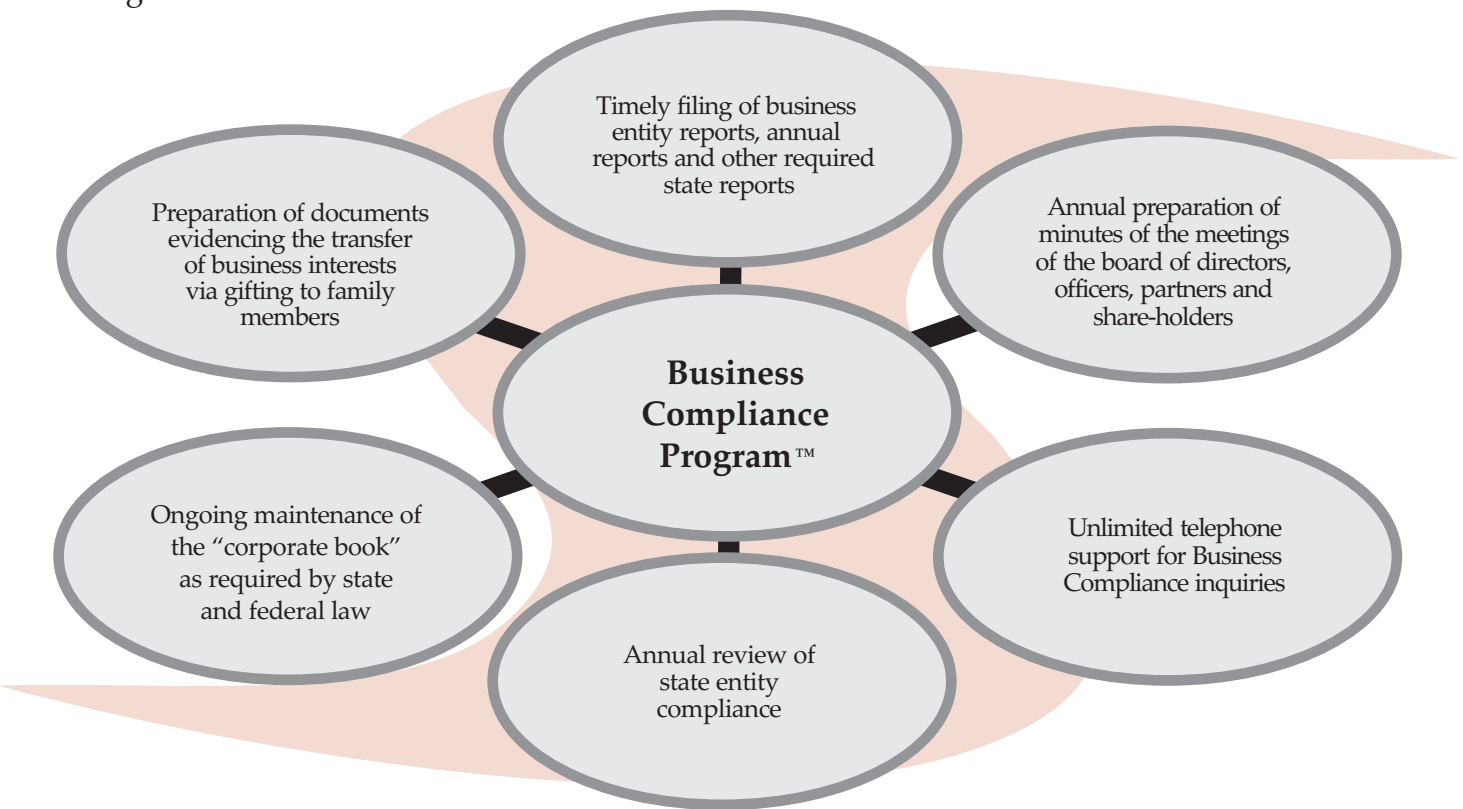 Timely filing of business
entity reports, annual
reports and other required
state reports
Preparation of documents
evidencing the transfer
of business interests
via gifting to family
members
Annual preparation of
minutes of the meetings
of the board of directors,
officers, partners and
share-holders
Business
Compliance
Program™
Ongoing maintenance of
the “corporate book”
as required by state
and federal law
Unlimited telephone
support for Business
Compliance inquiries
Annual review of
state entity
compliance